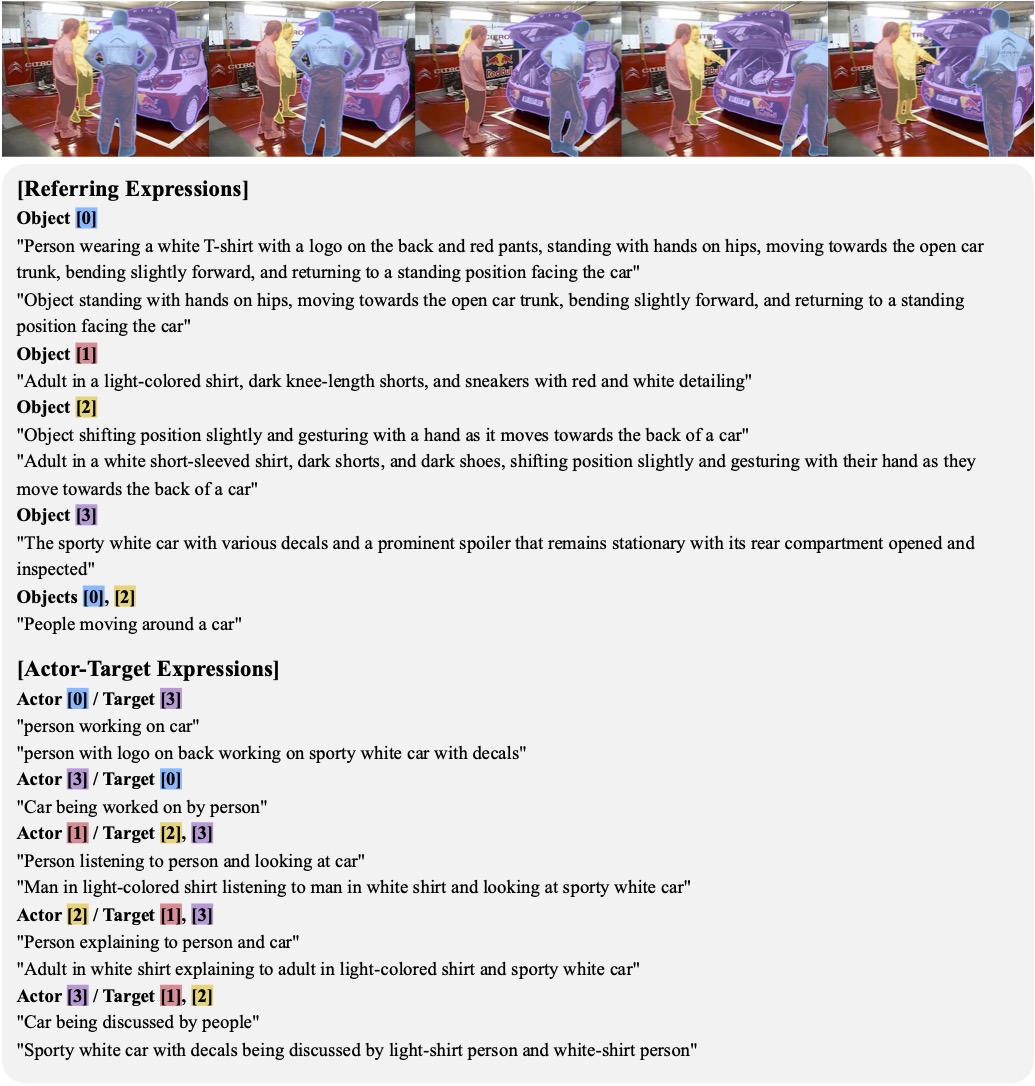 CITROËN
Red Bull
[Referring Expressions]
Object [0]
"Person wearing a white T-shirt with a logo on the back and red pants, standing with hands on hips, moving towards the open car
trunk, bending slightly forward, and returning to a standing position facing the car"
"Object standing with hands on hips, moving towards the open car trunk, bending slightly forward, and returning to a standing
position facing the car"
Object [1]
"Adult in a light-colored shirt, dark knee-length shorts, and sneakers with red and white detailing"
Object [2]
"Object shifting position slightly and gesturing with a hand as it moves towards the back of a car"
"Adult in a white short-sleeved shirt, dark shorts, and dark shoes, shifting position slightly and gesturing with their hand as they
move towards the back of a car"
Object [3]
"The sporty white car with various decals and a prominent spoiler that remains stationary with its rear compartment opened and
inspected"
Objects [0], [2]
"People moving around a car"
[Actor-Target Expressions]
Actor [0] / Target [3]
"person working on car"
"person with logo on back working on sporty white car with decals"
Actor [3] / Target [0]
"Car being worked on by person"
Actor [1] / Target [2], [3]
"Person listening to person and looking at car"
"Man in light-colored shirt listening to man in white shirt and looking at sporty white car"
Actor [2] / Target [1], [3]
"Person explaining to person and car"
"Adult in white shirt explaining to adult in light-colored shirt and sporty white car"
Actor [3] / Target [1], [2]
"Car being discussed by people"
"Sporty white car with decals being discussed by light-shirt person and white-shirt person"